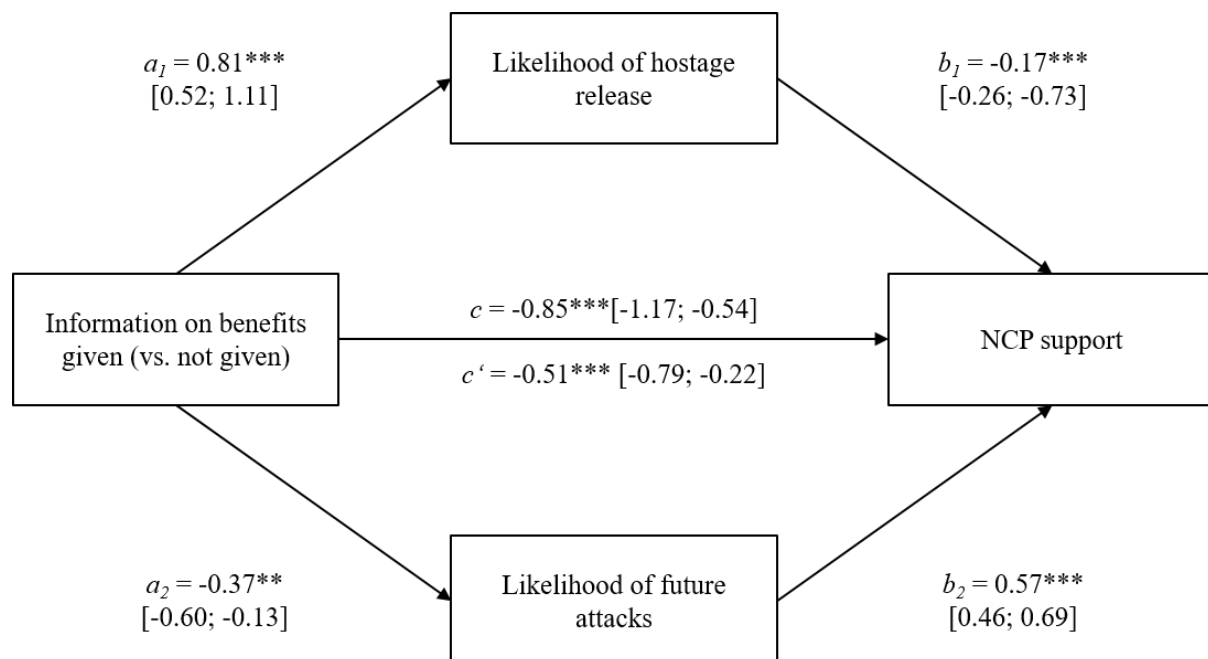 a1 = 0.81***
[0.52; 1.11]
Likelihood of hostage
release
b1 = -0.17***
[-0.26; -0.73]
Information on benefits
given (vs. not given)
c = -0.85***[-1.17; -0.54]
c‘ = -0.51*** [-0.79; -0.22]
NCP support
a2 = -0.37**
[-0.60; -0.13]
Likelihood of future
attacks
b2 = 0.57***
[0.46; 0.69]